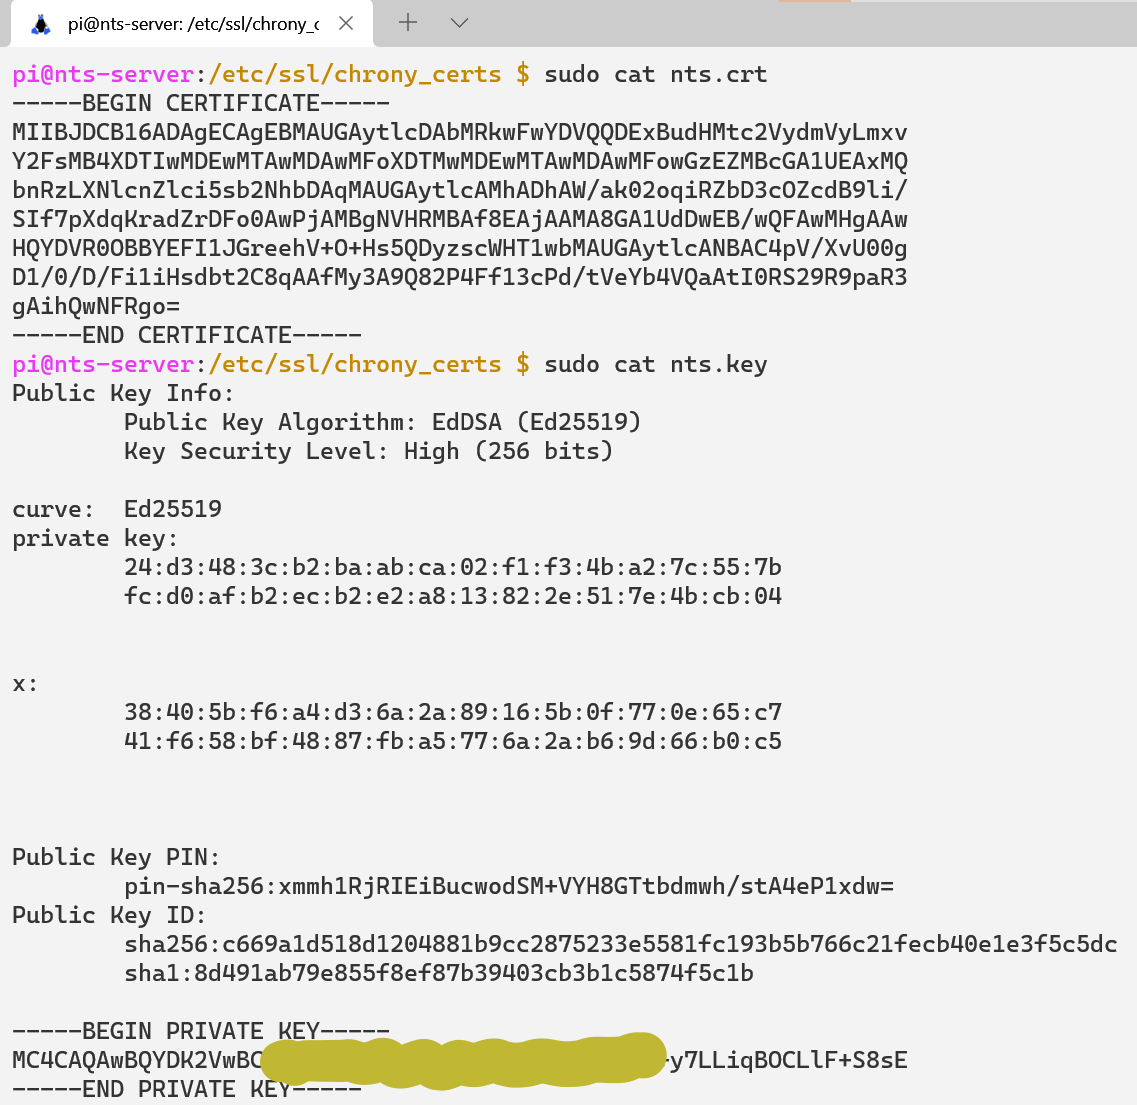 pi@nts-server: /etc/ssl/chrony_c
pi@nts-server:/etc/ssl/chrony_certs $ sudo cat nts.crt
-----BEGIN CERTIFICATE-----
MIIBJDCB16ADAgECAgEBMAUGAytlcDAbMRkwFwYDVQQDExBudHMtc2VydmVyLmxv
Y2FsMB4XDTIwMDEwMTAwMDAwMFoXDTMwMDEwMTAwMDAwMFowGzEZMBcGA1UEAxMQ
bnRzLXNlcnZlci5sb2NhbDAqMAUGAytlcAMhADhAW/ak02oqiRZbD3cOZcdB9li/
SIf7pXdqKradZrDFo0AwPjAMBgNVHRMBAf8EAjAAMA8GA1UdDwEB/wQFAwMHgAAw
HQYDVR0OBBYEFI1JGreehV+O+Hs5QDyzscWHT1wbMAUGAytlcANBAC4pV/XvU00g
D1/0/D/Fi1iHsdbt2C8qAAfMy3A9Q82P4Ff13cPd/tVeYb4VQaAtI0RS29R9paR3
gAihQwNFRgo=
-----END CERTIFICATE-----
pi@nts-server:/etc/ssl/chrony_certs $ sudo cat nts.key
Public Key Info:
Public Key Algorithm: EdDSA (Ed25519)
Key Security Level: High (256 bits)
curve: Ed25519
private key:
24:d3:48:3c:b2:ba:ab:ca:02:f1:f3:4b:a2:7c:55:7b
fc:d0:af:b2:ec:b2:e2:a8:13:82:2e:51:7e:4b:cb:04
x:
38:40:5b:f6:a4:d3:6a:2a:89:16:5b:0f:77:0e:65:c7
41:f6:58:bf:48:87:fb:a5:77:6a:2a:b6:9d:66:b0:c5
Public Key PIN:
pin-sha256:xmmh1RjRIEiBucwodSM+VYH8GTtbdmwh/stA4eP1xdw=
Public Key ID:
sha256:c669a1d518d1204881b9cc2875233e5581fc193b5b766c21fecb40e1e3f5c5dc
sha1:8d491ab79e855f8ef87b39403cb3b1c5874f5c1b
-----BEGIN PRIVATE KEY-----
MC4CAQAwBQYDK2VwBC y7LLiqBOCLlF+S8sE
-----END PRIVATE KEY-----